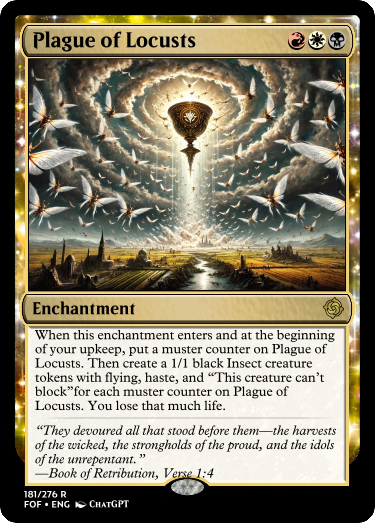 Plague of Locusts
Enchantment
When this enchantment enters and at the beginning
of your upkeep, put a muster counter on Plague of
Locusts. Then create a 1/1 black Insect creature
tokens with flying, haste, and “This creature can’t
block”for each muster counter on Plague of
Locusts. You lose that much life.
“They devoured all that stood before them—the harvests
of the wicked, the strongholds of the proud, and the idols
of the unrepentant.”
—Book of Retribution, Verse 1:4
181/276 R
FOF • ENG ChatGPT